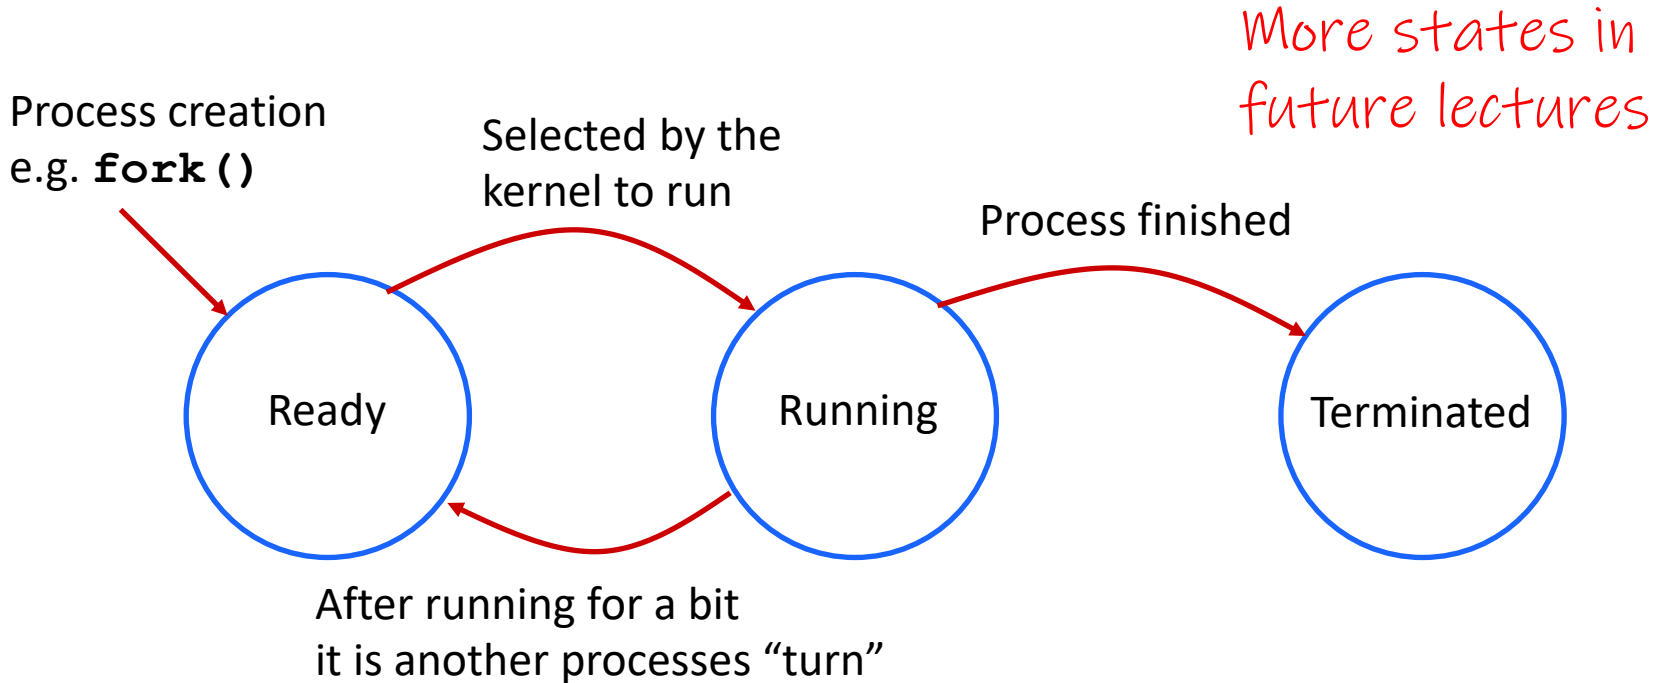 More states in
future lectures
Process creation
e.g. fork()
Selected by the
kernel to run
Process finished
Ready
Running
Terminated
After running for a bit
it is another processes “turn”